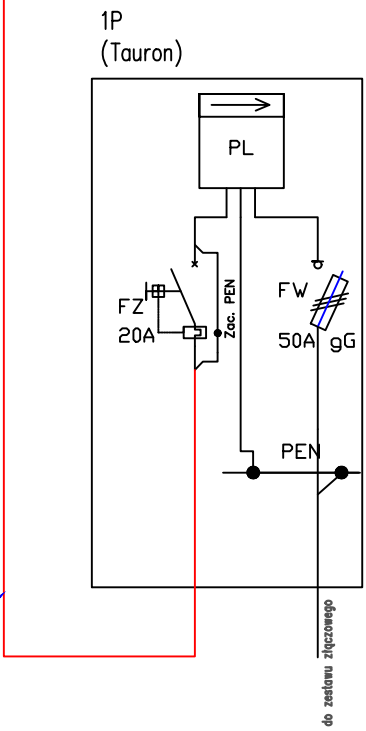 1P
(Tauron)
PL
FZ
20A
Zac. PEN
FW
50A gG
PEN
do zestawu złączowego